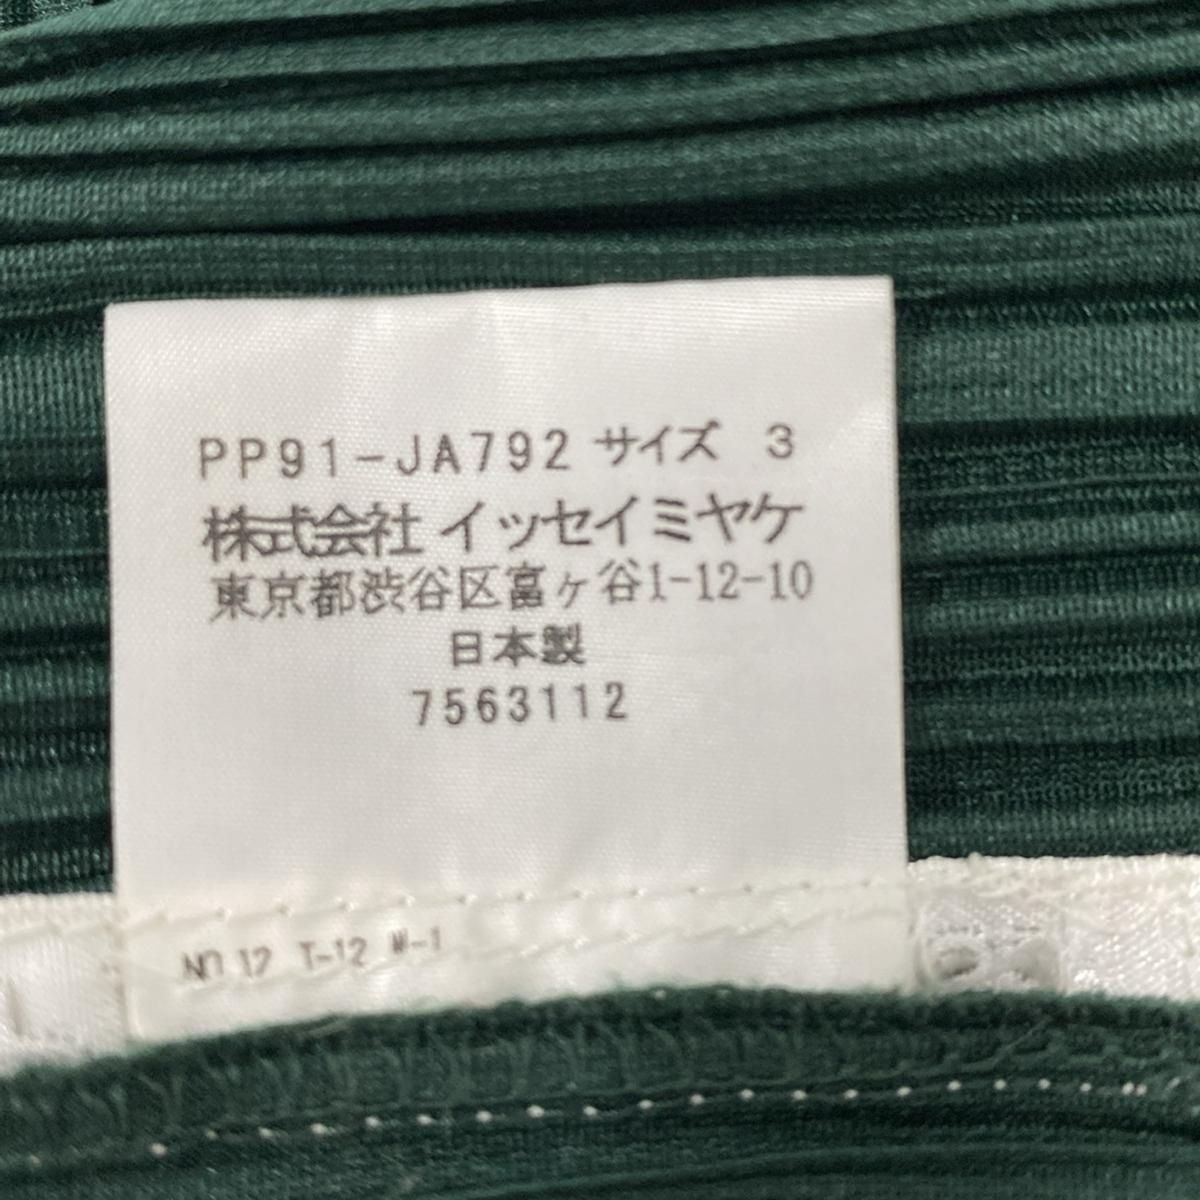 PP91-JA792 サイズ 3
株式会社 イッセイミヤケ
東京都渋谷区富ヶ谷1-12-10
日本製
7563112
NO 12 T-12 W-1